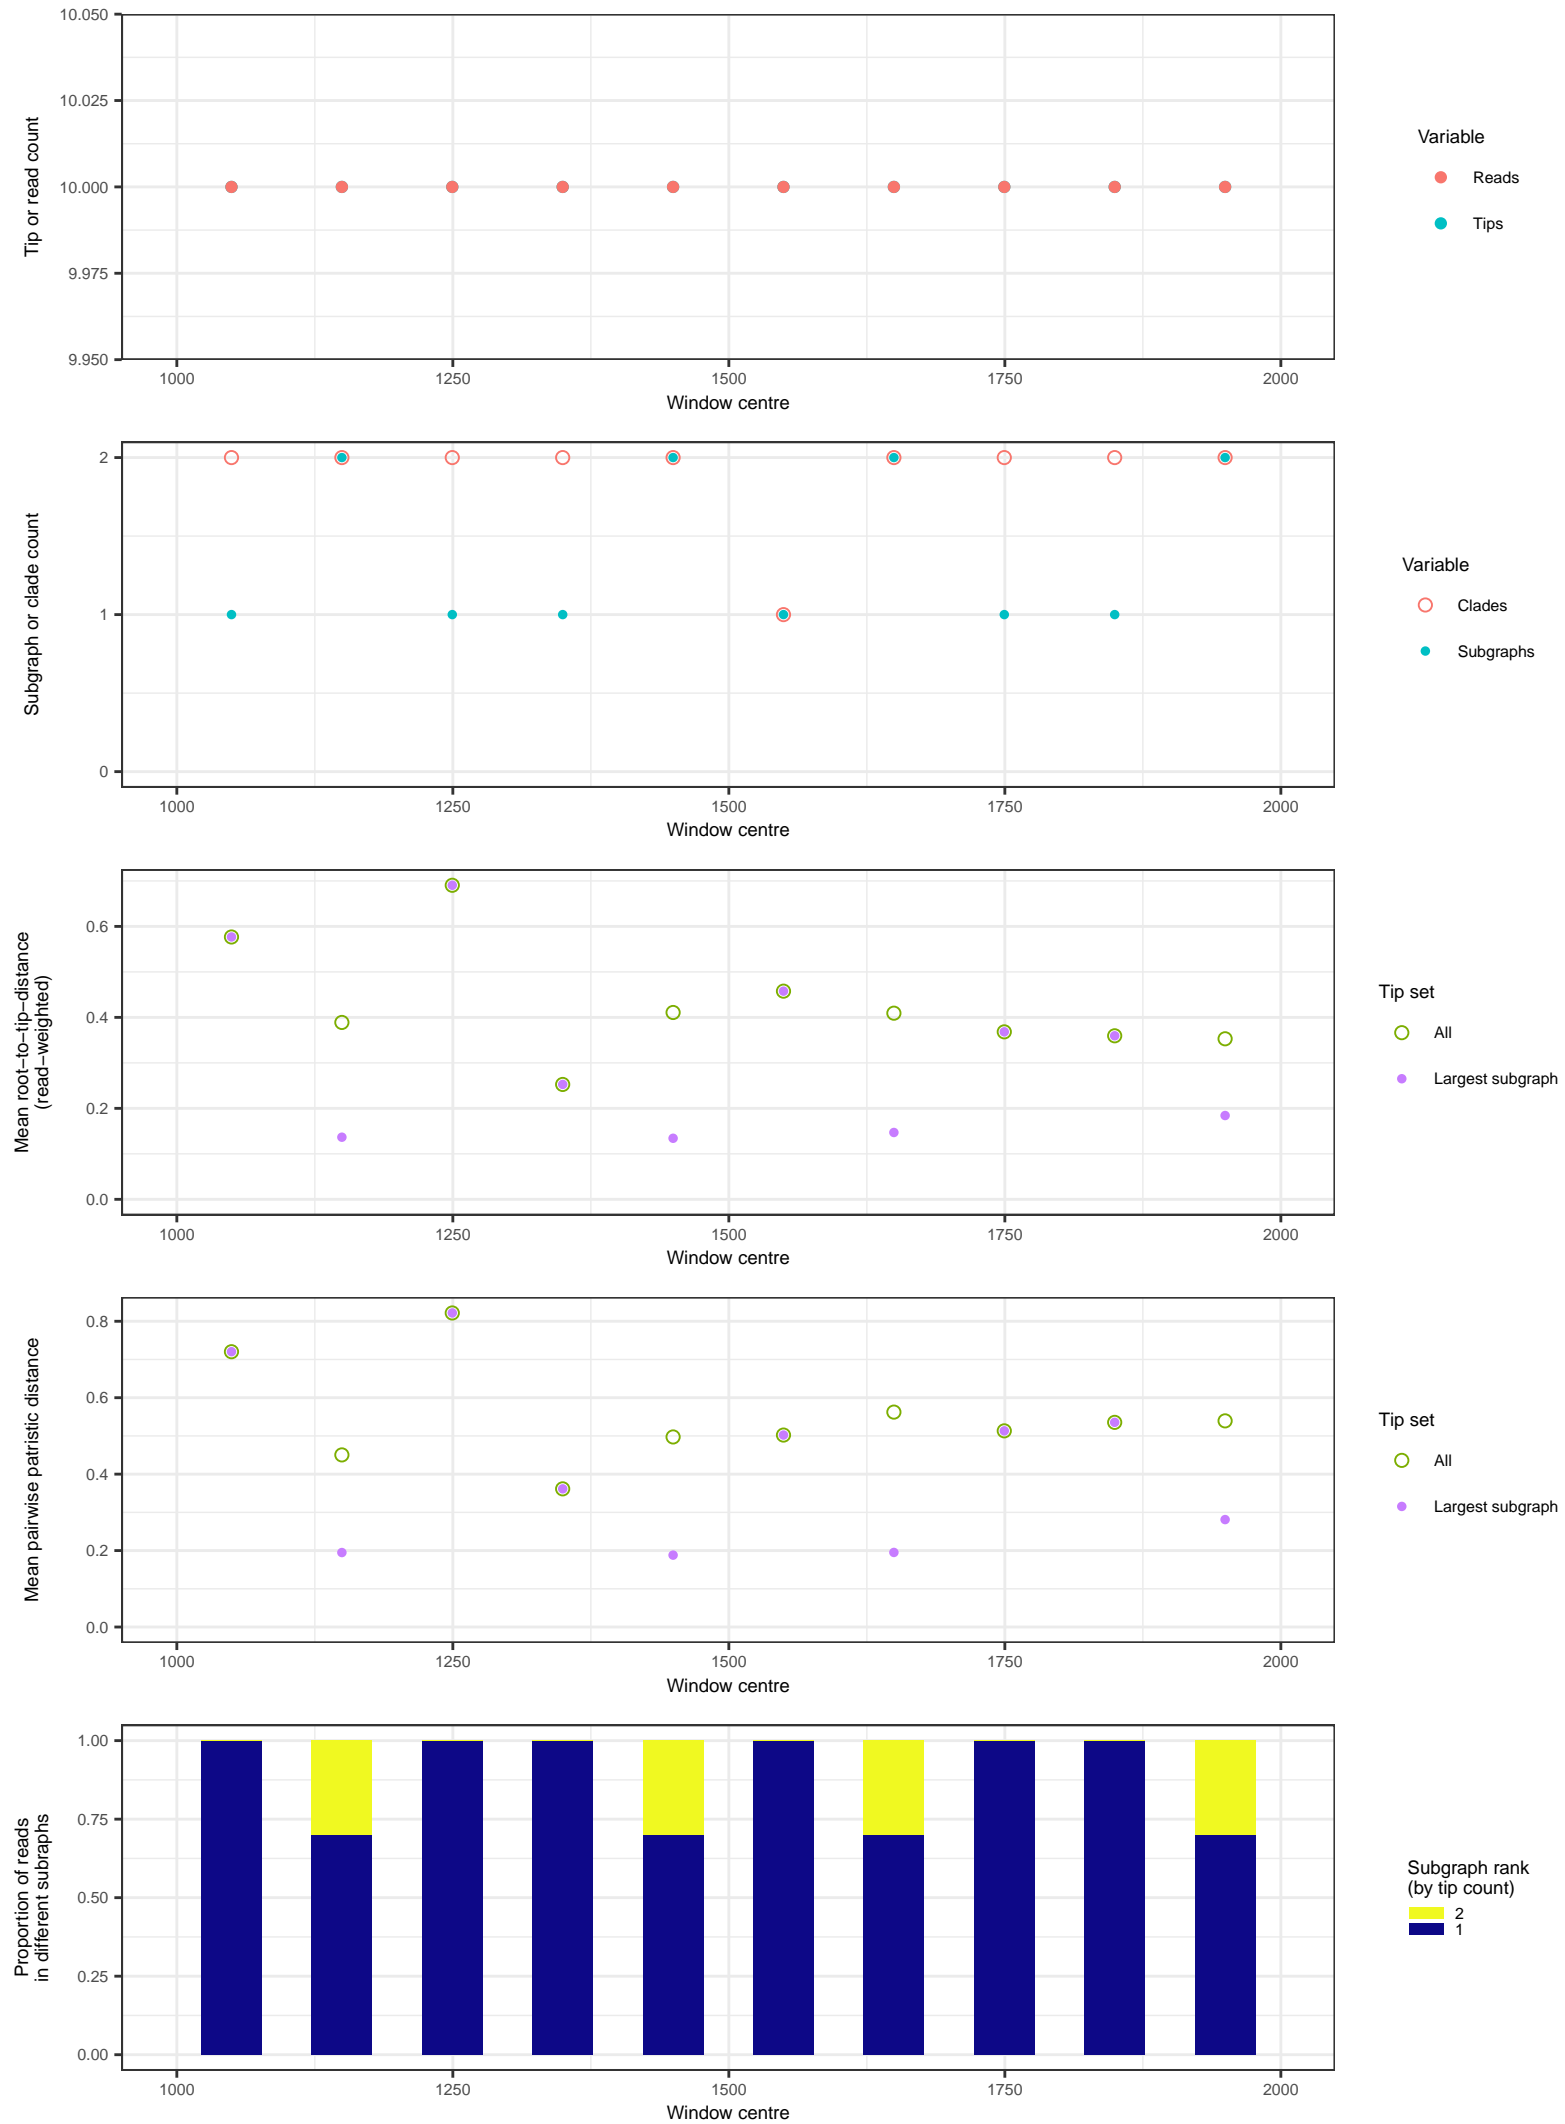 10.050
10.025
10.000
9.975
9.950
Tip or read count
1000 1250 1500 1750 2000
Window centre
Variable
Reads
Tips
2
1
0
Subgraph or clade count
1000 1250 1500 1750 2000
Window centre
Variable
Clades
Subgraphs
0.6
0.4
0.2
0.0
Mean root−to−tip−distance
(read−weighted)
1000 1250 1500 1750 2000
Window centre
Tip set
All
Largest subgraph
0.8
0.6
0.4
0.2
0.0
Mean pairwise patristic distance
1000 1250 1500 1750 2000
Window centre
Tip set
All
Largest subgraph
1.00
0.75
0.50
0.25
0.00
Proportion of reads
in different subraphs
1000 1250 1500 1750 2000
Window centre
Subgraph rank
(by tip count)
2
1